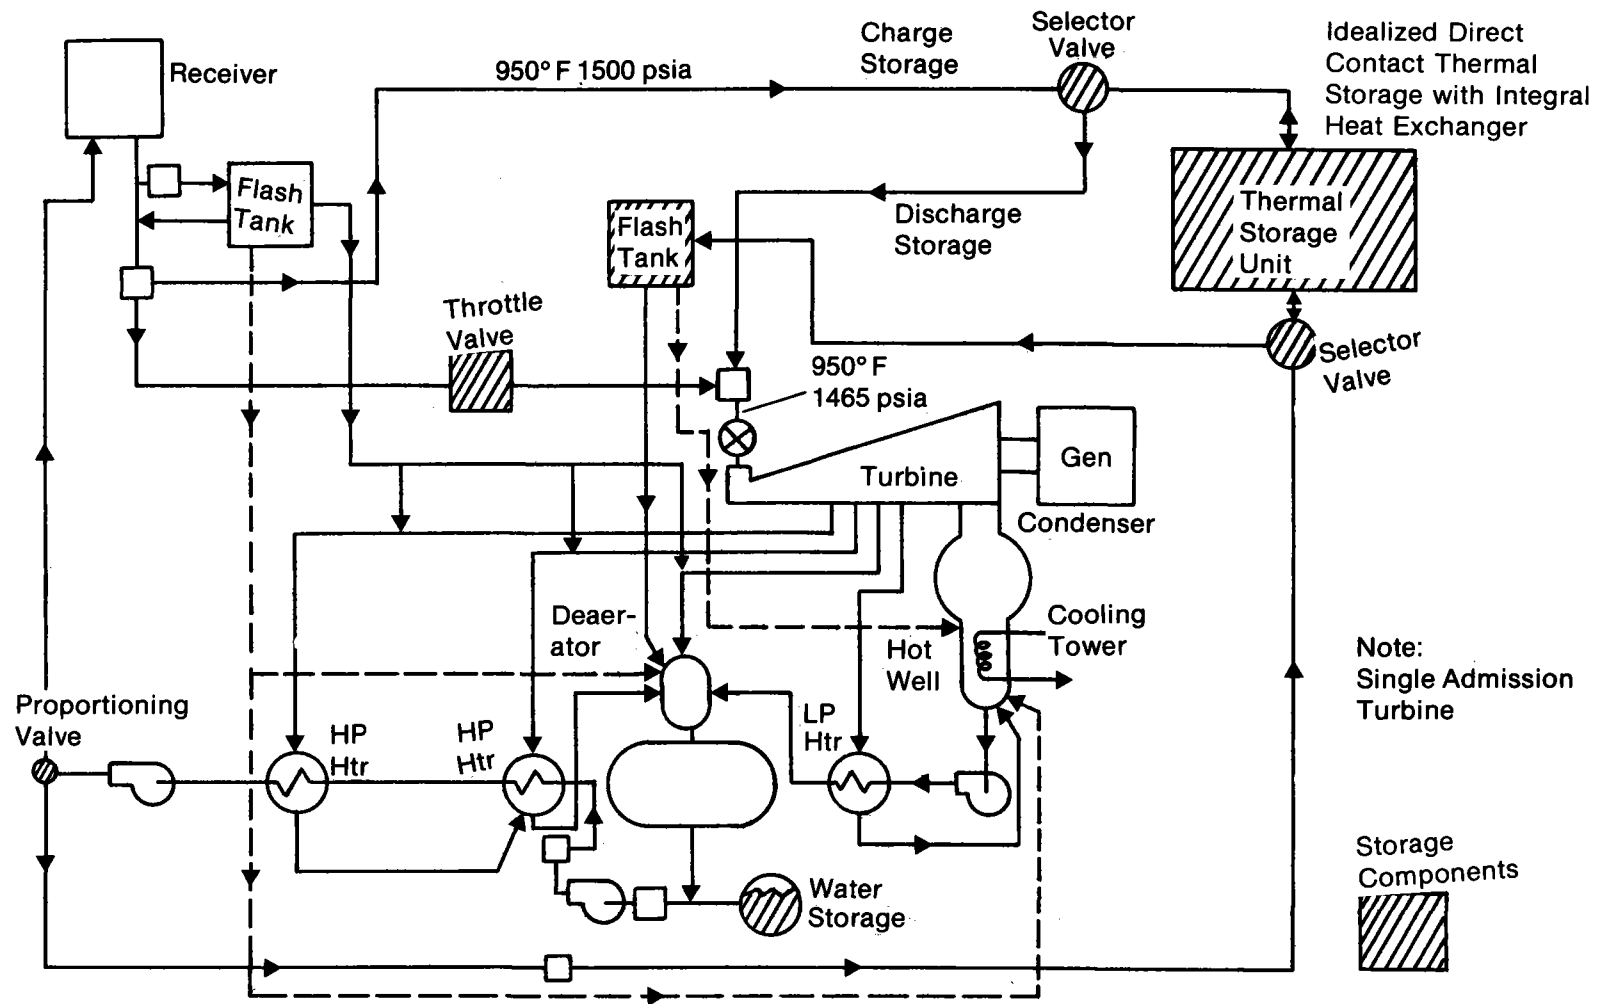 Selector
Valve
Charge
Storage
Idealized Direct
Contact Thermal
Storage with Integral
Heat Exchanger
Receiver
950° F 1500 psia
Flash
Tank
Thermal
Storage
Unit
Discharge
Storage
Flash
Tank
Throttle
Valve
Selector
Valve
950° F
1465 psia
Turbine
Gen
Condenser
Deaer-
ator
Cooling
Tower
Hot
Well
Note:
Single Admission
Turbine
Proportioning
Valve
HP
Htr
HP
Htr
LP
Htr
Water
Storage
Storage
Components